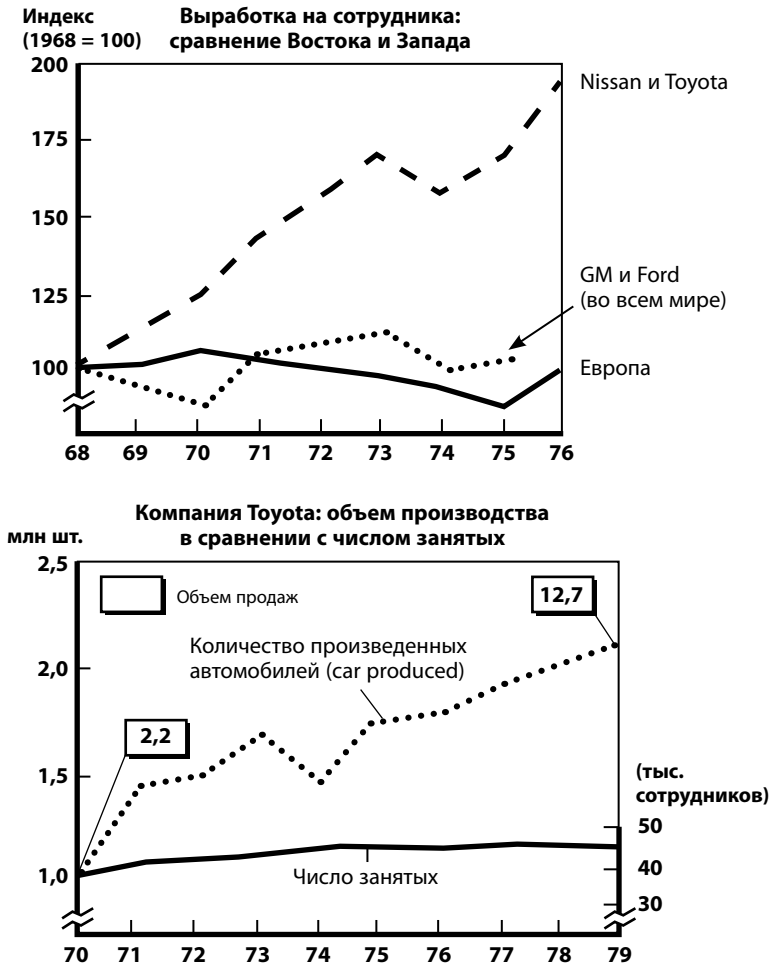 Индекс
(1968 = 100)
Выработка на сотрудника:
сравнение Востока и Запада
200
175
150
125
100
Nissan и Toyota
GM и Ford
(во всем мире)
Европа
68 69 70 71 72 73 74 75 76
Компания Toyota: объем производства
в сравнении с числом занятых
млн шт.
2,5
2,0
1,5
1,0
Объем продаж
12,7
Количество произведенных
автомобилей (car produced)
2,2
(тыс.
сотрудников)
50
40
30
Число занятых
70 71 72 73 74 75 76 77 78 79